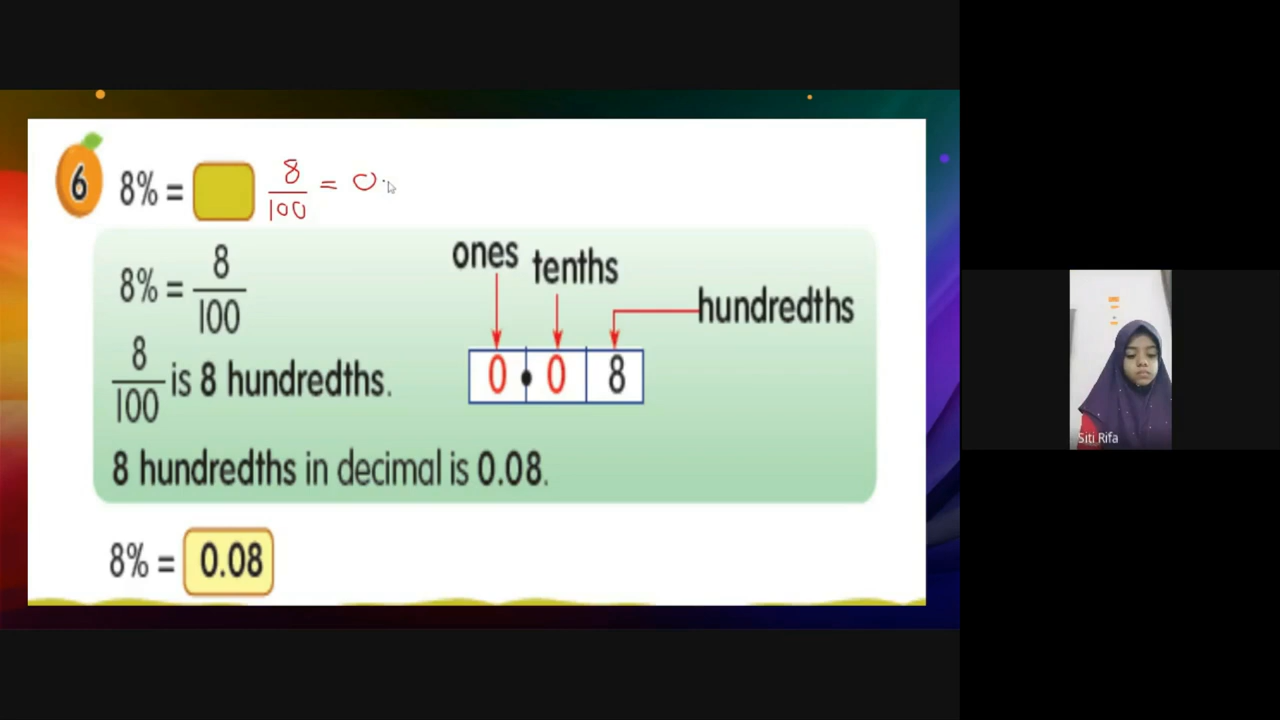 6 8% = 8/100 = 0.
ones tenths
8% = 8/100
hundredths
0 . 0 8
8/100 is 8 hundredths.
8 hundredths in decimal is 0.08.
8% = 0.08
Siti Rifa